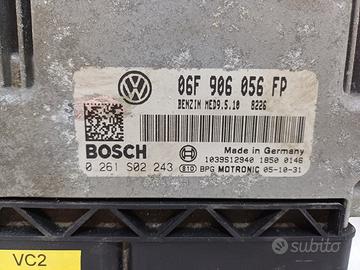 06F 906 056 FP
BENZIN MED9.5.10 8226
BOSCH
Made in Germany
1039S12940 1850 0146
0 261 S02 243
610 BPG MOTRONIC 05-10-31
VC2
subito